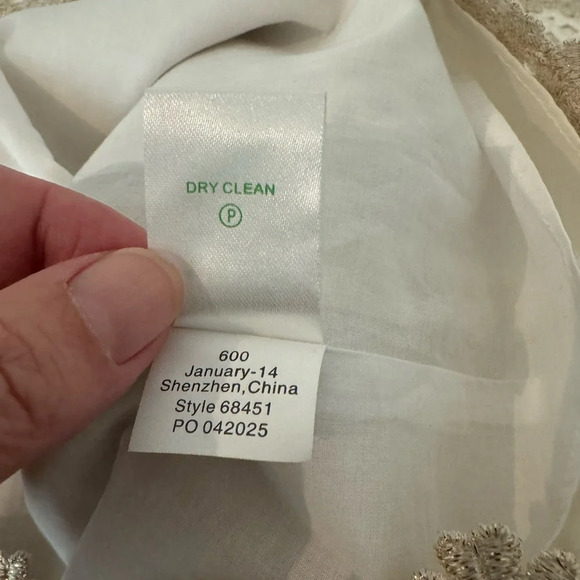 DRY CLEAN
P
600
January-14
Shenzhen,China
Style 68451
PO 042025